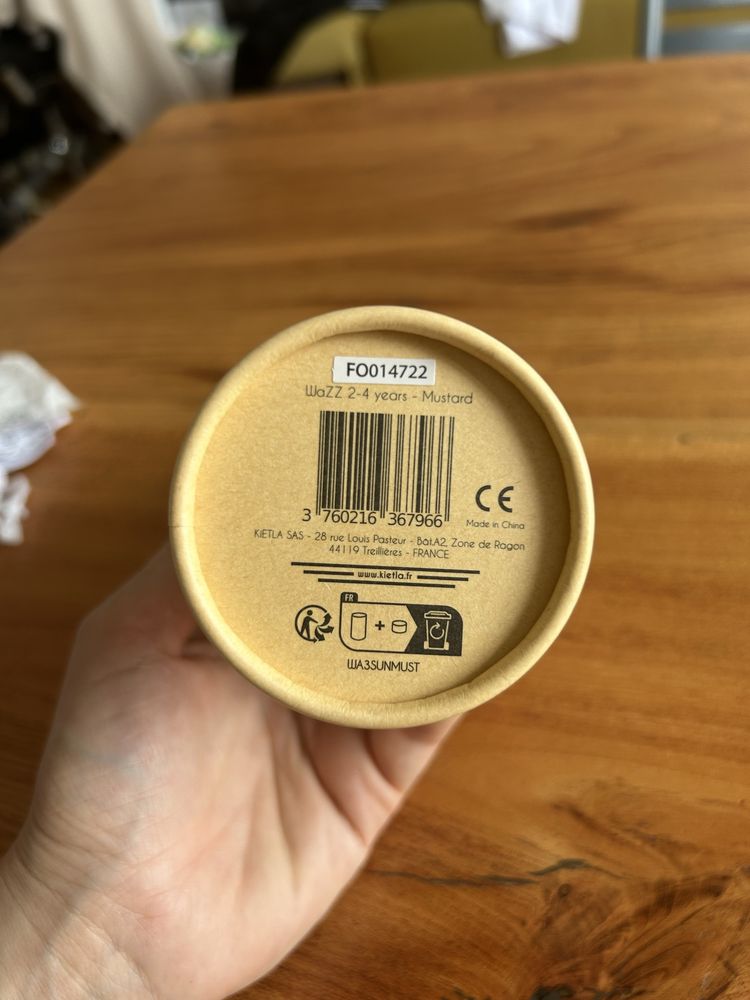 FO014722
WaZZ 2-4 years - Mustard
3 760216 367966
CE
Made in China
KiETLA SAS - 28 rue Louis Pasteur - Bât.A2, Zone de Ragon
44119 Treillières - FRANCE
www.kietla.fr
FR
+
WA3SUNMUST